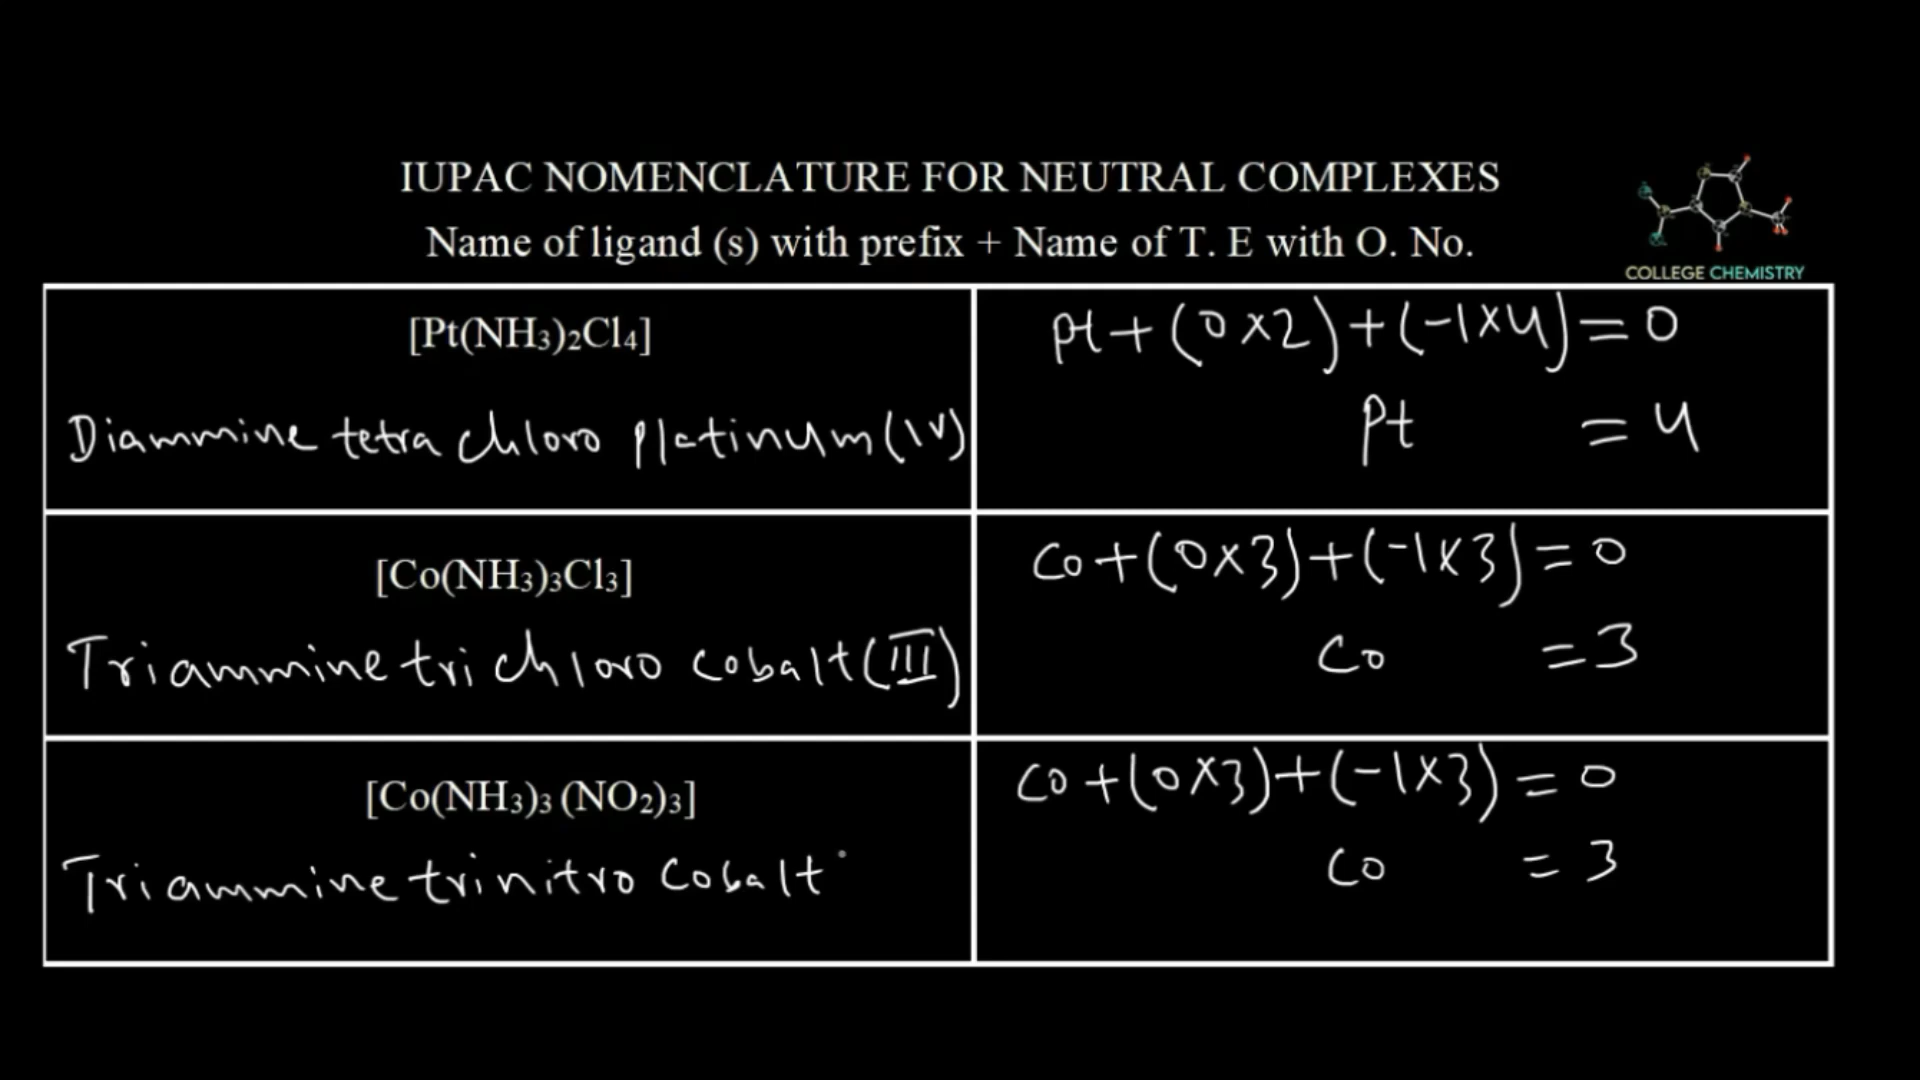 IUPAC NOMENCLATURE FOR NEUTRAL COMPLEXES
Name of ligand (s) with prefix + Name of T. E with O. No.
COLLEGE CHEMISTRY
[Pt(NH₃)₂Cl₄]
Diammine tetra chloro platinum (IV)
Pt + (0 × 2) + (-1 × 4) = 0
Pt = 4
[Co(NH₃)₃Cl₃]
Triammine tri chloro cobalt (III)
Co + (0 × 3) + (-1 × 3) = 0
Co = 3
[Co(NH₃)₃ (NO₂)₃]
Triammine trinitro cobalt
Co + (0 × 3) + (-1 × 3) = 0
Co = 3